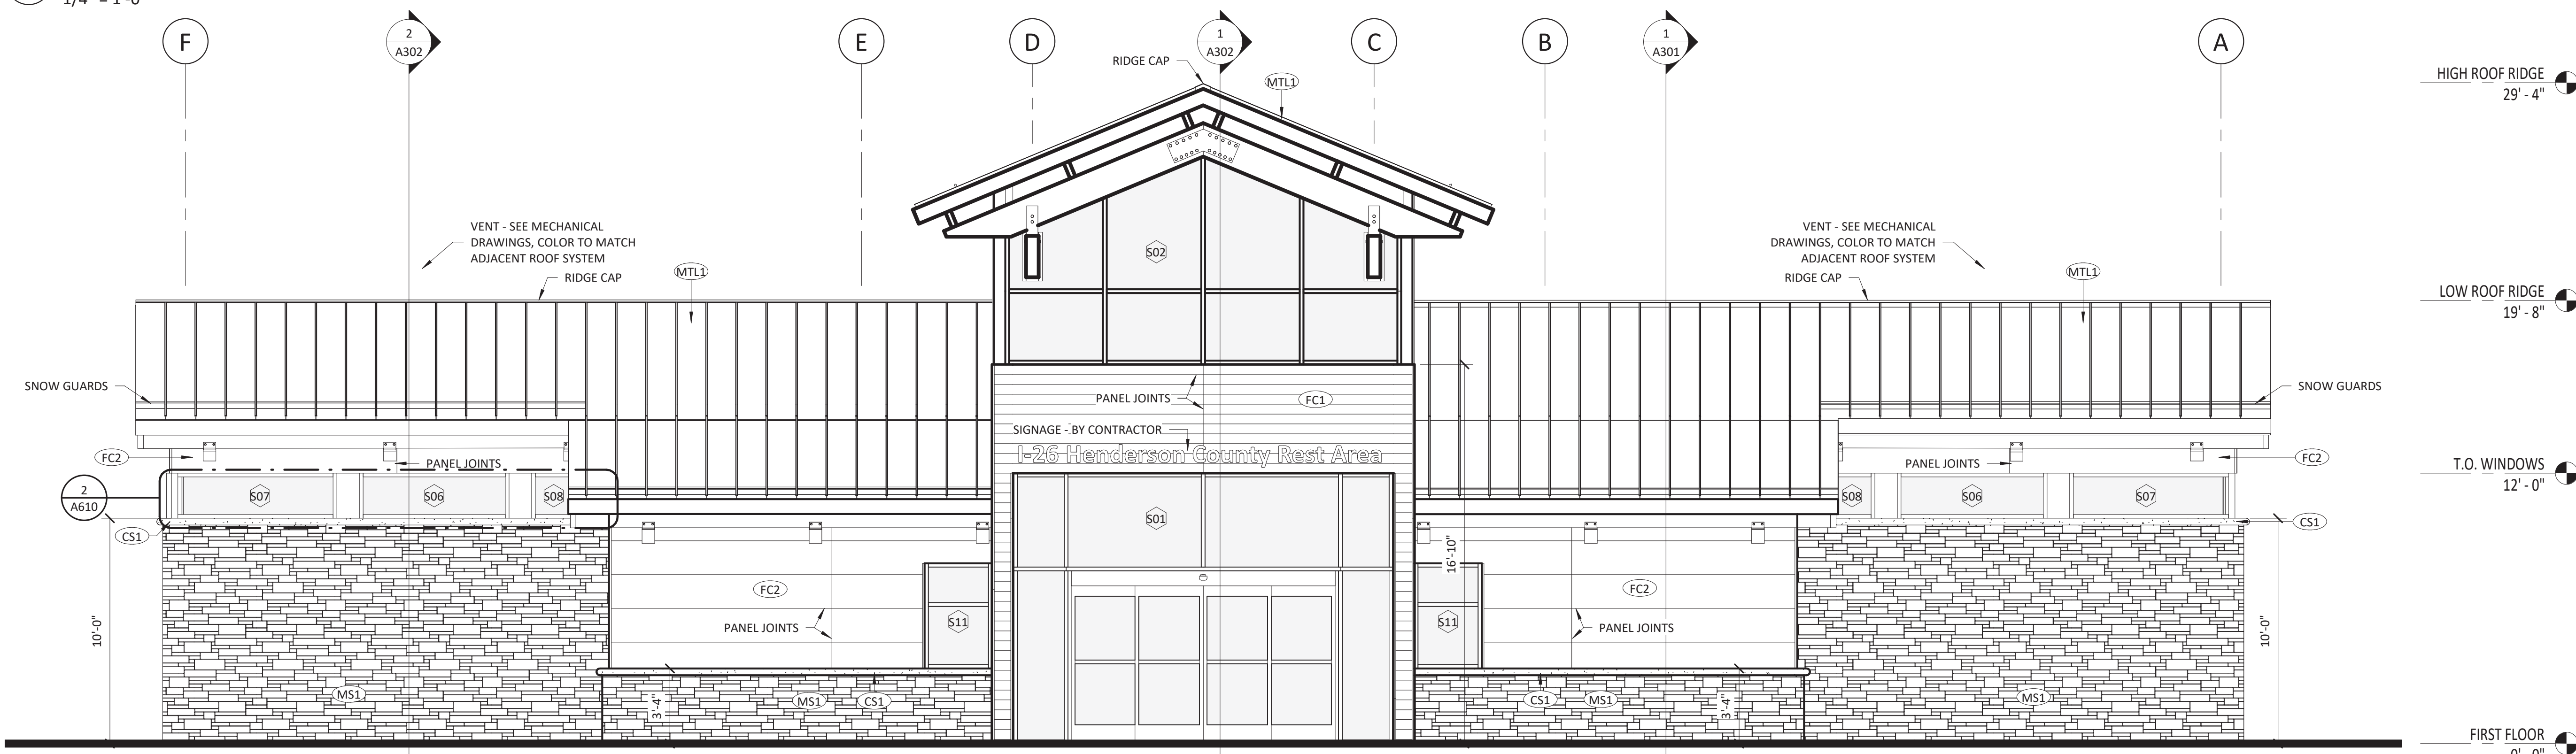 1/4" = 1'-0"
F
2
A302
E
D
1
A302
C
B
1
A301
A
RIDGE CAP
MTL1
HIGH ROOF RIDGE
29' - 4"
VENT - SEE MECHANICAL
DRAWINGS, COLOR TO MATCH
ADJACENT ROOF SYSTEM
RIDGE CAP
MTL1
S02
VENT - SEE MECHANICAL
DRAWINGS, COLOR TO MATCH
ADJACENT ROOF SYSTEM
RIDGE CAP
MTL1
LOW ROOF RIDGE
19' - 8"
SNOW GUARDS
PANEL JOINTS
FC1
SNOW GUARDS
SIGNAGE - BY CONTRACTOR
I-26 Henderson County Rest Area
FC2
PANEL JOINTS
PANEL JOINTS
FC2
T.O. WINDOWS
12' - 0"
2
A610
S07
S06
S08
S01
S08
S06
S07
CS1
CS1
16'-10"
FC2
FC2
S11
S11
10'-0"
PANEL JOINTS
PANEL JOINTS
10'-0"
MS1
3'-4"
MS1
CS1
CS1
MS1
3'-4"
MS1
FIRST FLOOR
0' - 0"